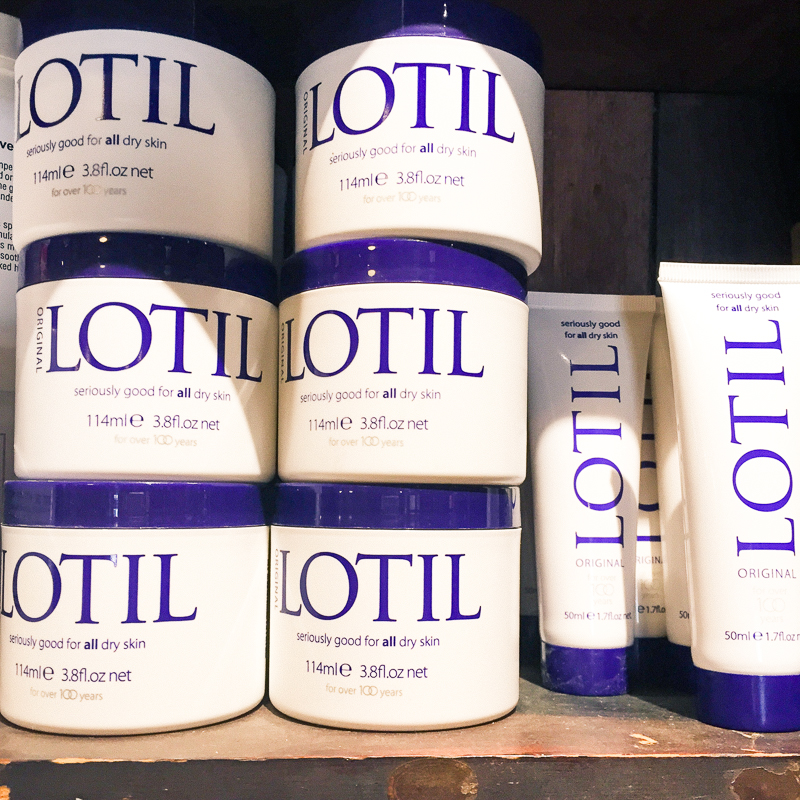 LOTIL
seriously good for all dry skin
114ml e 3.8fl.oz net
for over 100 years
ORIGINAL
LOTIL
seriously good for all dry skin
114ml e 3.8fl.oz net
for over 100 years
ORIGINAL
LOTIL
seriously good for all dry skin
114ml e 3.8fl.oz net
for over 100 years
ORIGINAL
LOTIL
seriously good for all dry skin
114ml e 3.8fl.oz net
for over 100 years
LOTIL
seriously good for all dry skin
114ml e 3.8fl.oz net
for over 100 years
ORIGINAL
LOTIL
seriously good for all dry skin
114ml e 3.8fl.oz net
for over 100 years
seriously good
for all dry skin
LOTIL
ORIGINAL
100
50ml e 1.7fl.oz net
seriously good
for all dry skin
LOTIL
ORIGINAL
100
50ml e 1.7fl.oz n